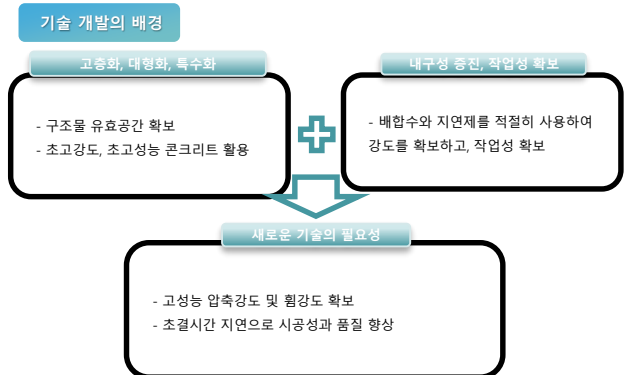 기술 개발의 배경
고층화, 대형화, 특수화
- 구조물 유효공간 확보
- 초고강도, 초고성능 콘크리트 활용
내구성 증진, 작업성 확보
- 배합수와 지연제를 적절히 사용하여
강도를 확보하고, 작업성 확보
새로운 기술의 필요성
- 고성능 압축강도 및 휨강도 확보
- 초결시간 지연으로 시공성과 품질 향상